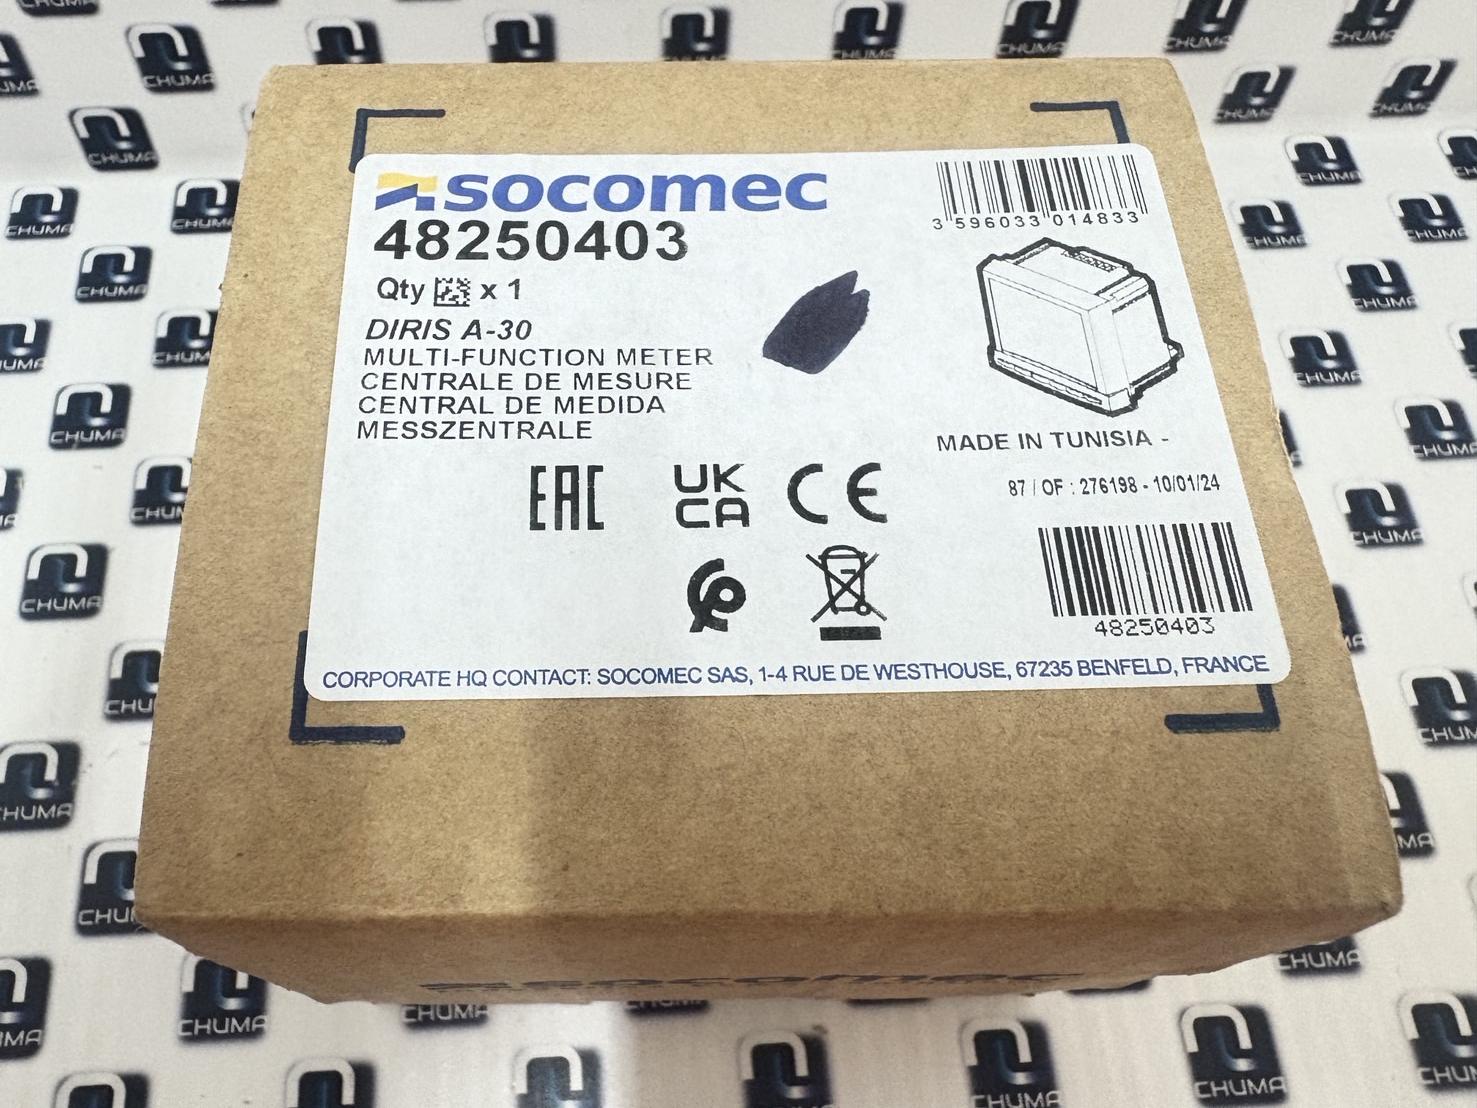 socomec
3 596033 014833
48250403
Qty x 1
DIRIS A-30
MULTI-FUNCTION METER
CENTRALE DE MESURE
CENTRAL DE MEDIDA
MESSZENTRALE
MADE IN TUNISIA -
87 / OF : 276198 - 10/01/24
EAC
UK
CA
CE
48250403
CORPORATE HQ CONTACT: SOCOMEC SAS, 1-4 RUE DE WESTHOUSE, 67235 BENFELD, FRANCE
socomec
CHUMA